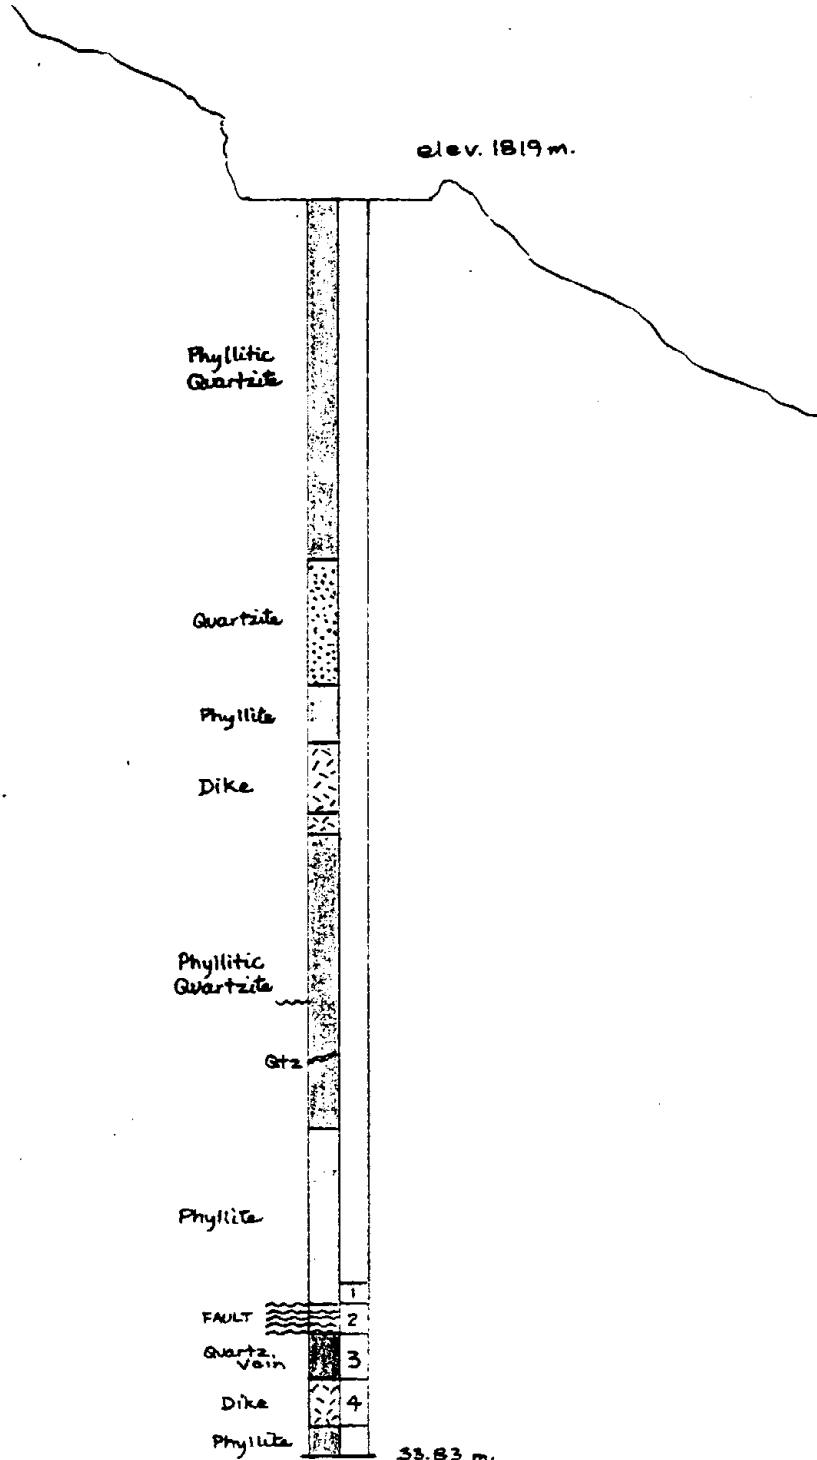 elev. 1819 m.
Phyllitic
Quartzite
Quartzite
Phyllite
Dike
Phyllitic
Quartzite
Qtz
Phyllite
1
FAULT
2
Quartz
Vein
3
Dike
4
Phyllite
33.83 m.